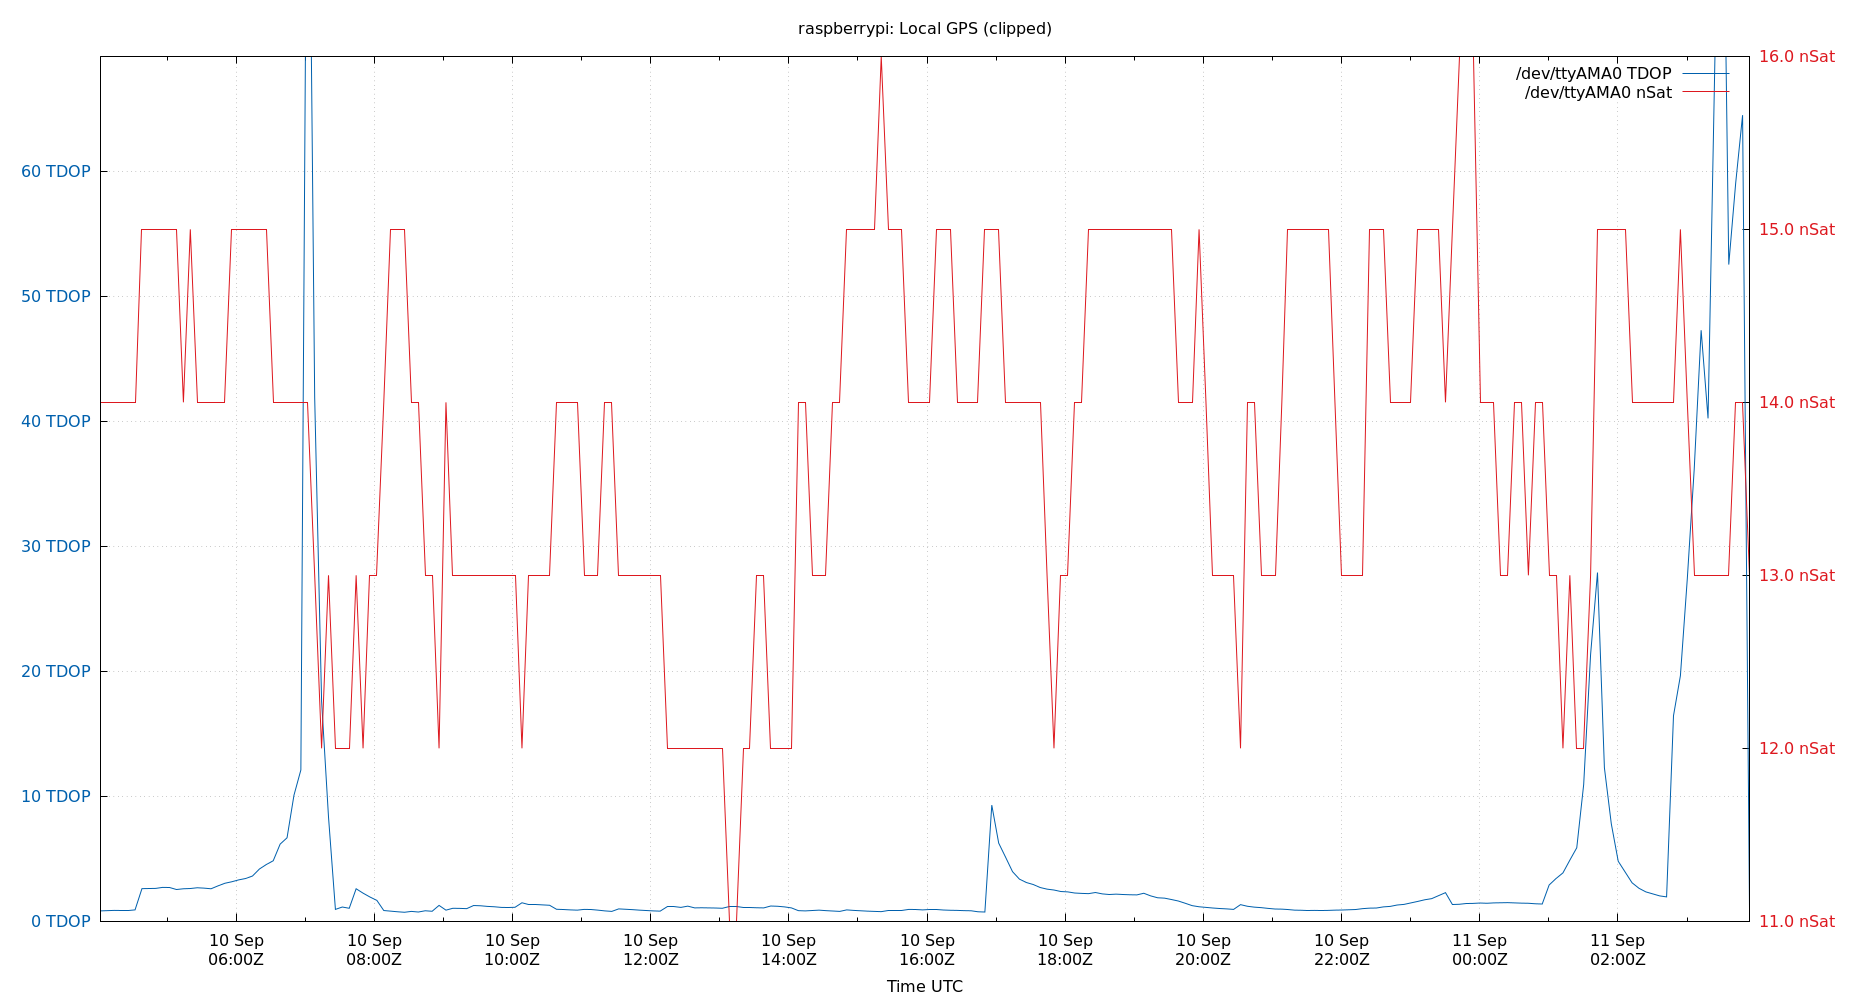 raspberrypi: Local GPS (clipped)
16.0 nSat
/dev/ttyAMA0 TDOP
/dev/ttyAMA0 nSat
60 TDOP
15.0 nSat
50 TDOP
14.0 nSat
40 TDOP
30 TDOP
13.0 nSat
20 TDOP
12.0 nSat
10 TDOP
0 TDOP
11.0 nSat
10 Sep 10 Sep 10 Sep 10 Sep 10 Sep 10 Sep 10 Sep 10 Sep 10 Sep 11 Sep 11 Sep
06:00Z 08:00Z 10:00Z 12:00Z 14:00Z 16:00Z 18:00Z 20:00Z 22:00Z 00:00Z 02:00Z
Time UTC